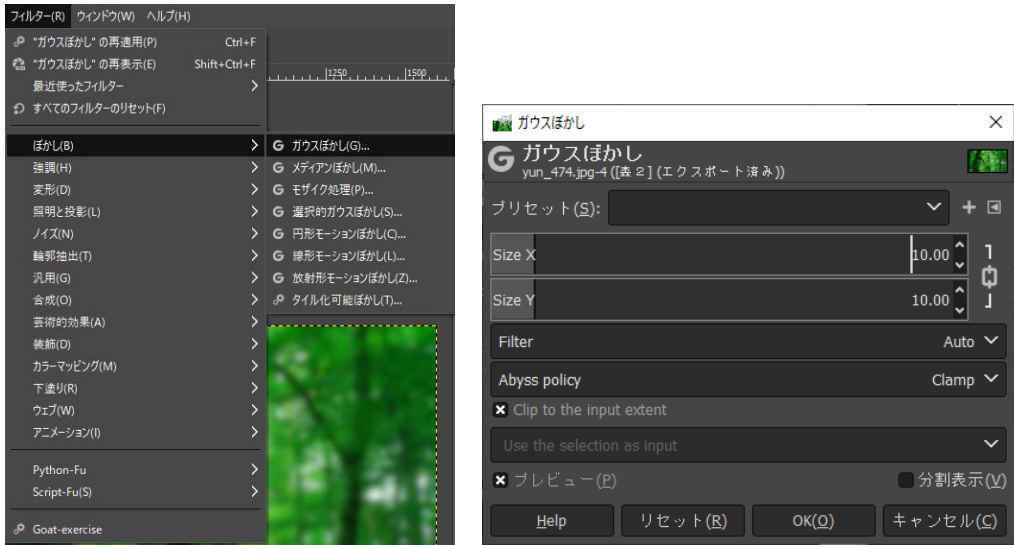 フィルター(R) ウィンドウ(W) ヘルプ(H)
"ガウスぼかし" の再適用(P) Ctrl+F
"ガウスぼかし" の再表示(E) Shift+Ctrl+F
最近使ったフィルター
すべてのフィルターのリセット(F)
ぼかし(B)
強調(H)
変形(D)
照明と投影(L)
ノイズ(N)
輪郭抽出(T)
汎用(G)
合成(O)
芸術的効果(A)
装飾(D)
カラーマッピング(M)
下塗り(R)
ウェブ(W)
アニメーション(I)
Python-Fu
Script-Fu(S)
Goat-exercise
1250 1500
ガウスぼかし(G)...
メディアンぼかし(M)...
モザイク処理(P)...
選択的ガウスぼかし(S)...
円形モーションぼかし(C)...
線形モーションぼかし(L)...
放射形モーションぼかし(Z)...
タイル化可能ぼかし(T)...
ガウスぼかし
ガウスぼかし
yun_474.jpg-4 ([森２] (エクスポート済み))
プリセット(S):
Size X 10.00
Size Y 10.00
Filter Auto
Abyss policy Clamp
Clip to the input extent
Use the selection as input
プレビュー(P) 分割表示(V)
Help リセット(R) OK(O) キャンセル(C)